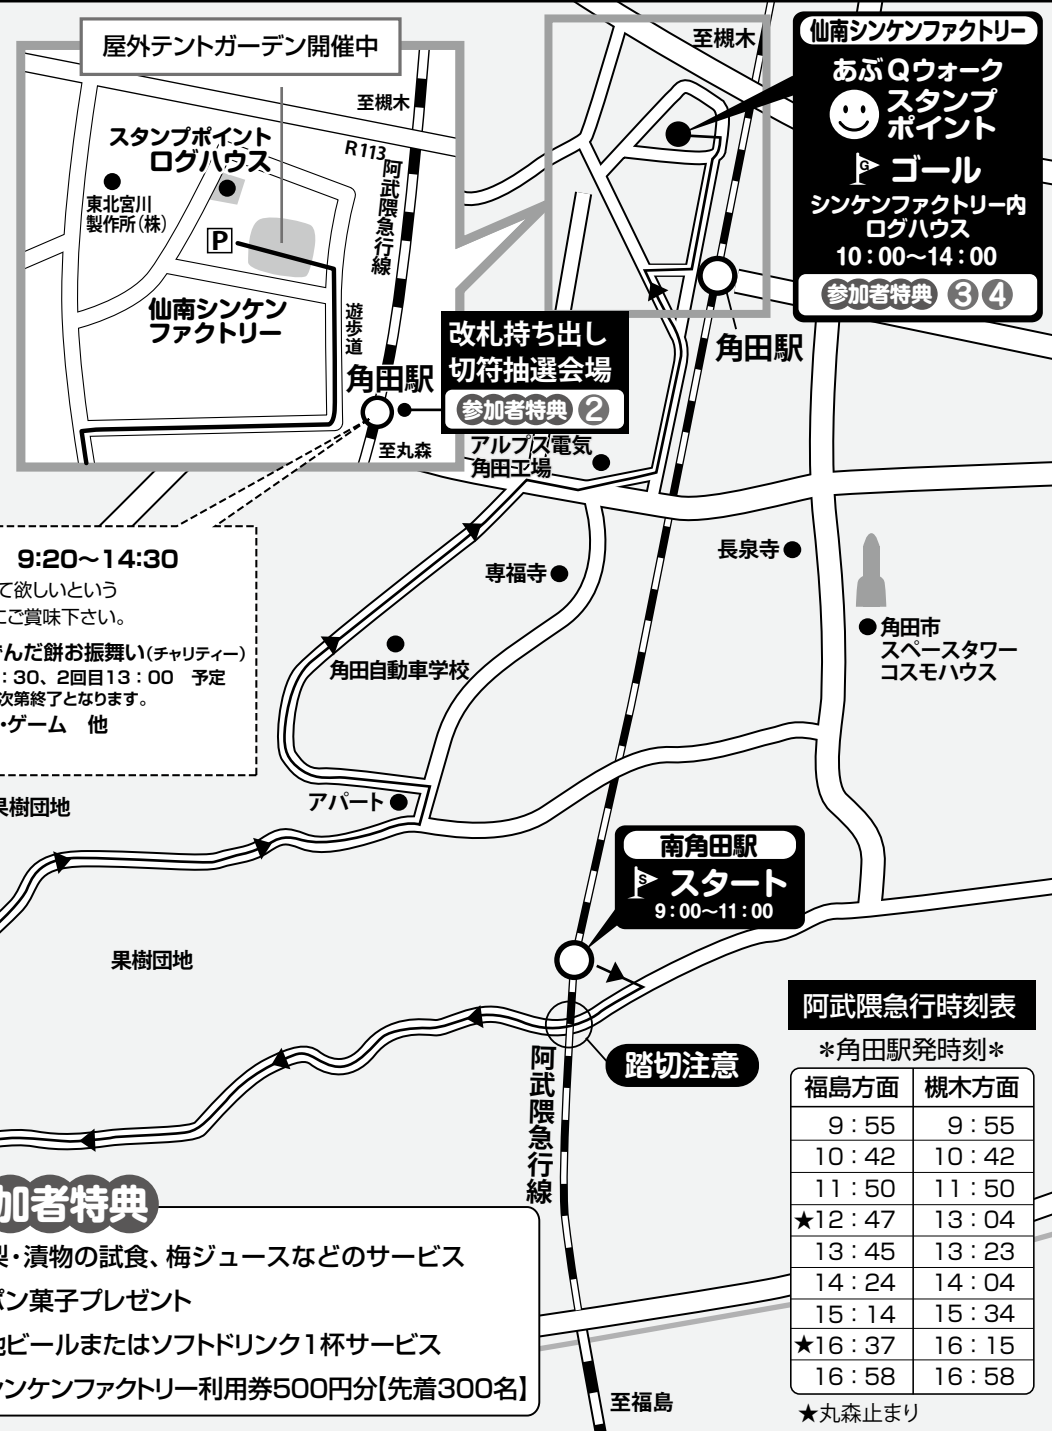 屋外テントガーデン開催中
至槻木
スタンプポイント
ログハウス
R113
阿武隈急行線
東北宮川
製作所(株)
P
仙南シンケン
ファクトリー
遊歩道
角田駅
至丸森
改札持ち出し
切符抽選会場
参加者特典 ②
至槻木
仙南シンケンファクトリー
あぶQウォーク
スタンプ
ポイント
G ゴール
シンケンファクトリー内
ログハウス
10:00〜14:00
参加者特典 ③④
角田駅
アルプス電気
角田工場
専福寺
長泉寺
角田市
スペースタワー
コスモハウス
角田自動車学校
アパート
9:20〜14:30
て欲しいという
にご賞味下さい。
んだ餅お振舞い(チャリティー)
:30、2回目13:00 予定
次第終了となります。
・ゲーム 他
果樹団地
果樹団地
南角田駅
S スタート
9:00〜11:00
踏切注意
阿武隈急行線
至福島
加者特典
・漬物の試食、梅ジュースなどのサービス
パン菓子プレゼント
地ビールまたはソフトドリンク1杯サービス
シンケンファクトリー利用券500円分【先着300名】
阿武隈急行時刻表
*角田駅発時刻*
福島方面 槻木方面
9:55 9:55
10:42 10:42
11:50 11:50
★12:47 13:04
13:45 13:23
14:24 14:04
15:14 15:34
★16:37 16:15
16:58 16:58
★丸森止まり